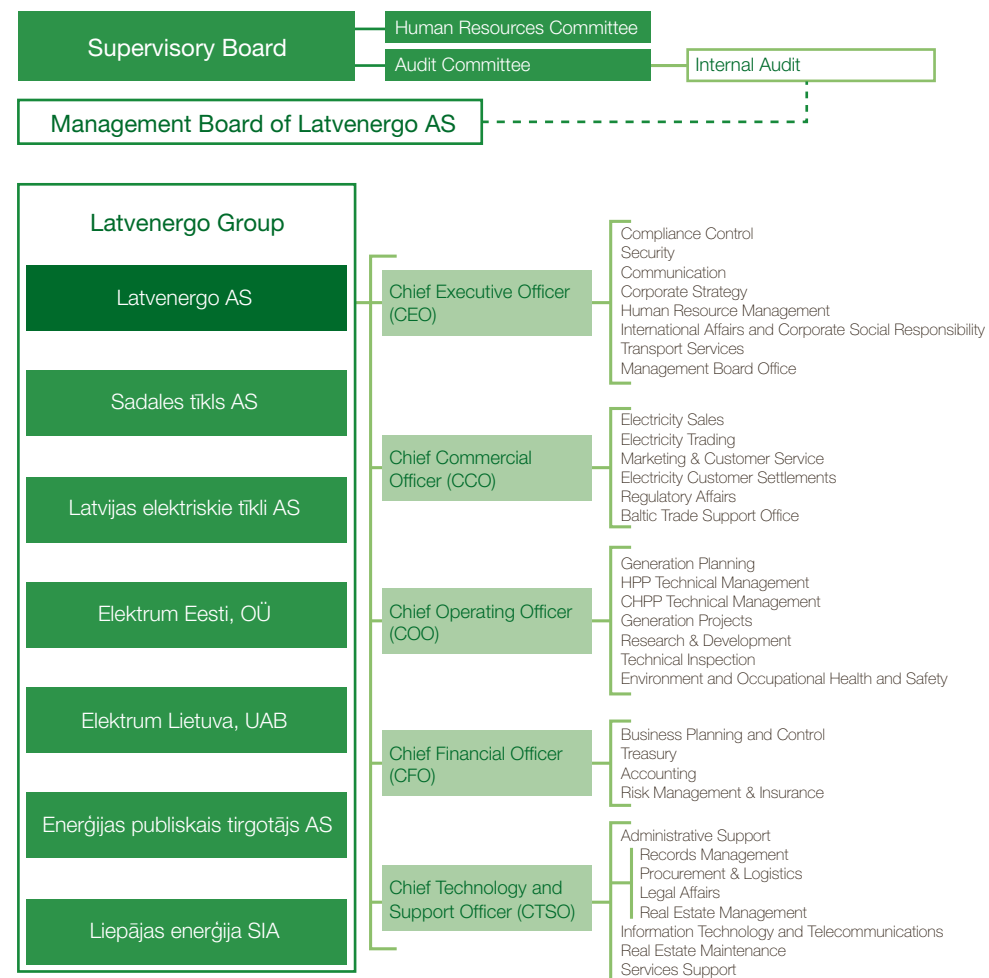 Supervisory Board
Human Resources Committee
Audit Committee
Internal Audit
Management Board of Latvenergo AS
Latvenergo Group
Latvenergo AS
Sadales tīkls AS
Latvijas elektriskie tīkli AS
Elektrum Eesti, OÜ
Elektrum Lietuva, UAB
Enerģijas publiskais tirgotājs AS
Liepājas enerģija SIA
Chief Executive Officer
(CEO)
Compliance Control
Security
Communication
Corporate Strategy
Human Resource Management
International Affairs and Corporate Social Responsibility
Transport Services
Management Board Office
Chief Commercial
Officer (CCO)
Electricity Sales
Electricity Trading
Marketing & Customer Service
Electricity Customer Settlements
Regulatory Affairs
Baltic Trade Support Office
Chief Operating Officer
(COO)
Generation Planning
HPP Technical Management
CHPP Technical Management
Generation Projects
Research & Development
Technical Inspection
Environment and Occupational Health and Safety
Chief Financial Officer
(CFO)
Business Planning and Control
Treasury
Accounting
Risk Management & Insurance
Chief Technology and
Support Officer (CTSO)
Administrative Support
Records Management
Procurement & Logistics
Legal Affairs
Real Estate Management
Information Technology and Telecommunications
Real Estate Maintenance
Services Support